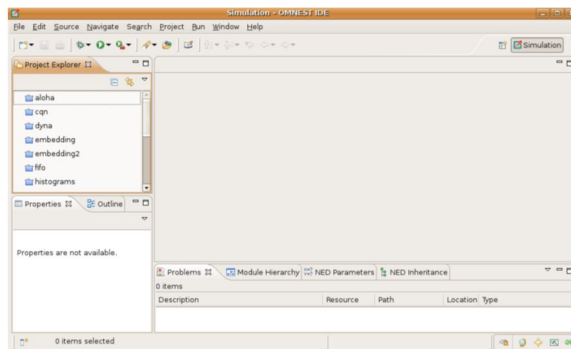 Simulation - OMNEST IDE
File Edit Source Navigate Search Project Run Window Help
Simulation
Project Explorer
aloha
cqn
dyna
embedding
embedding2
fifo
histograms
Properties Outline
Properties are not available.
Problems Module Hierarchy NED Parameters NED Inheritance
0 items
Description Resource Path Location Type
0 items selected